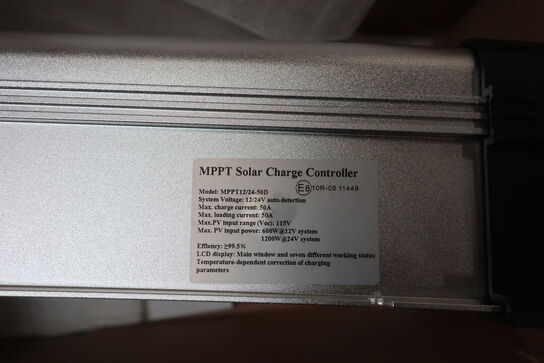 MPPT Solar Charge Controller
Model: MPPT12/24-50D
E8 10R-06 11449
System Voltage: 12/24V auto.detection
Max. charge current: 50A
Max. loading current: 50A
Max.PV input range (Voc): 115V
Max. PV input power: 600W@12V system
1200W@24V system
Effiency: ≥99.5%
LCD display: Main window and seven different working status
Temperature-dependent correction of charging
parameters